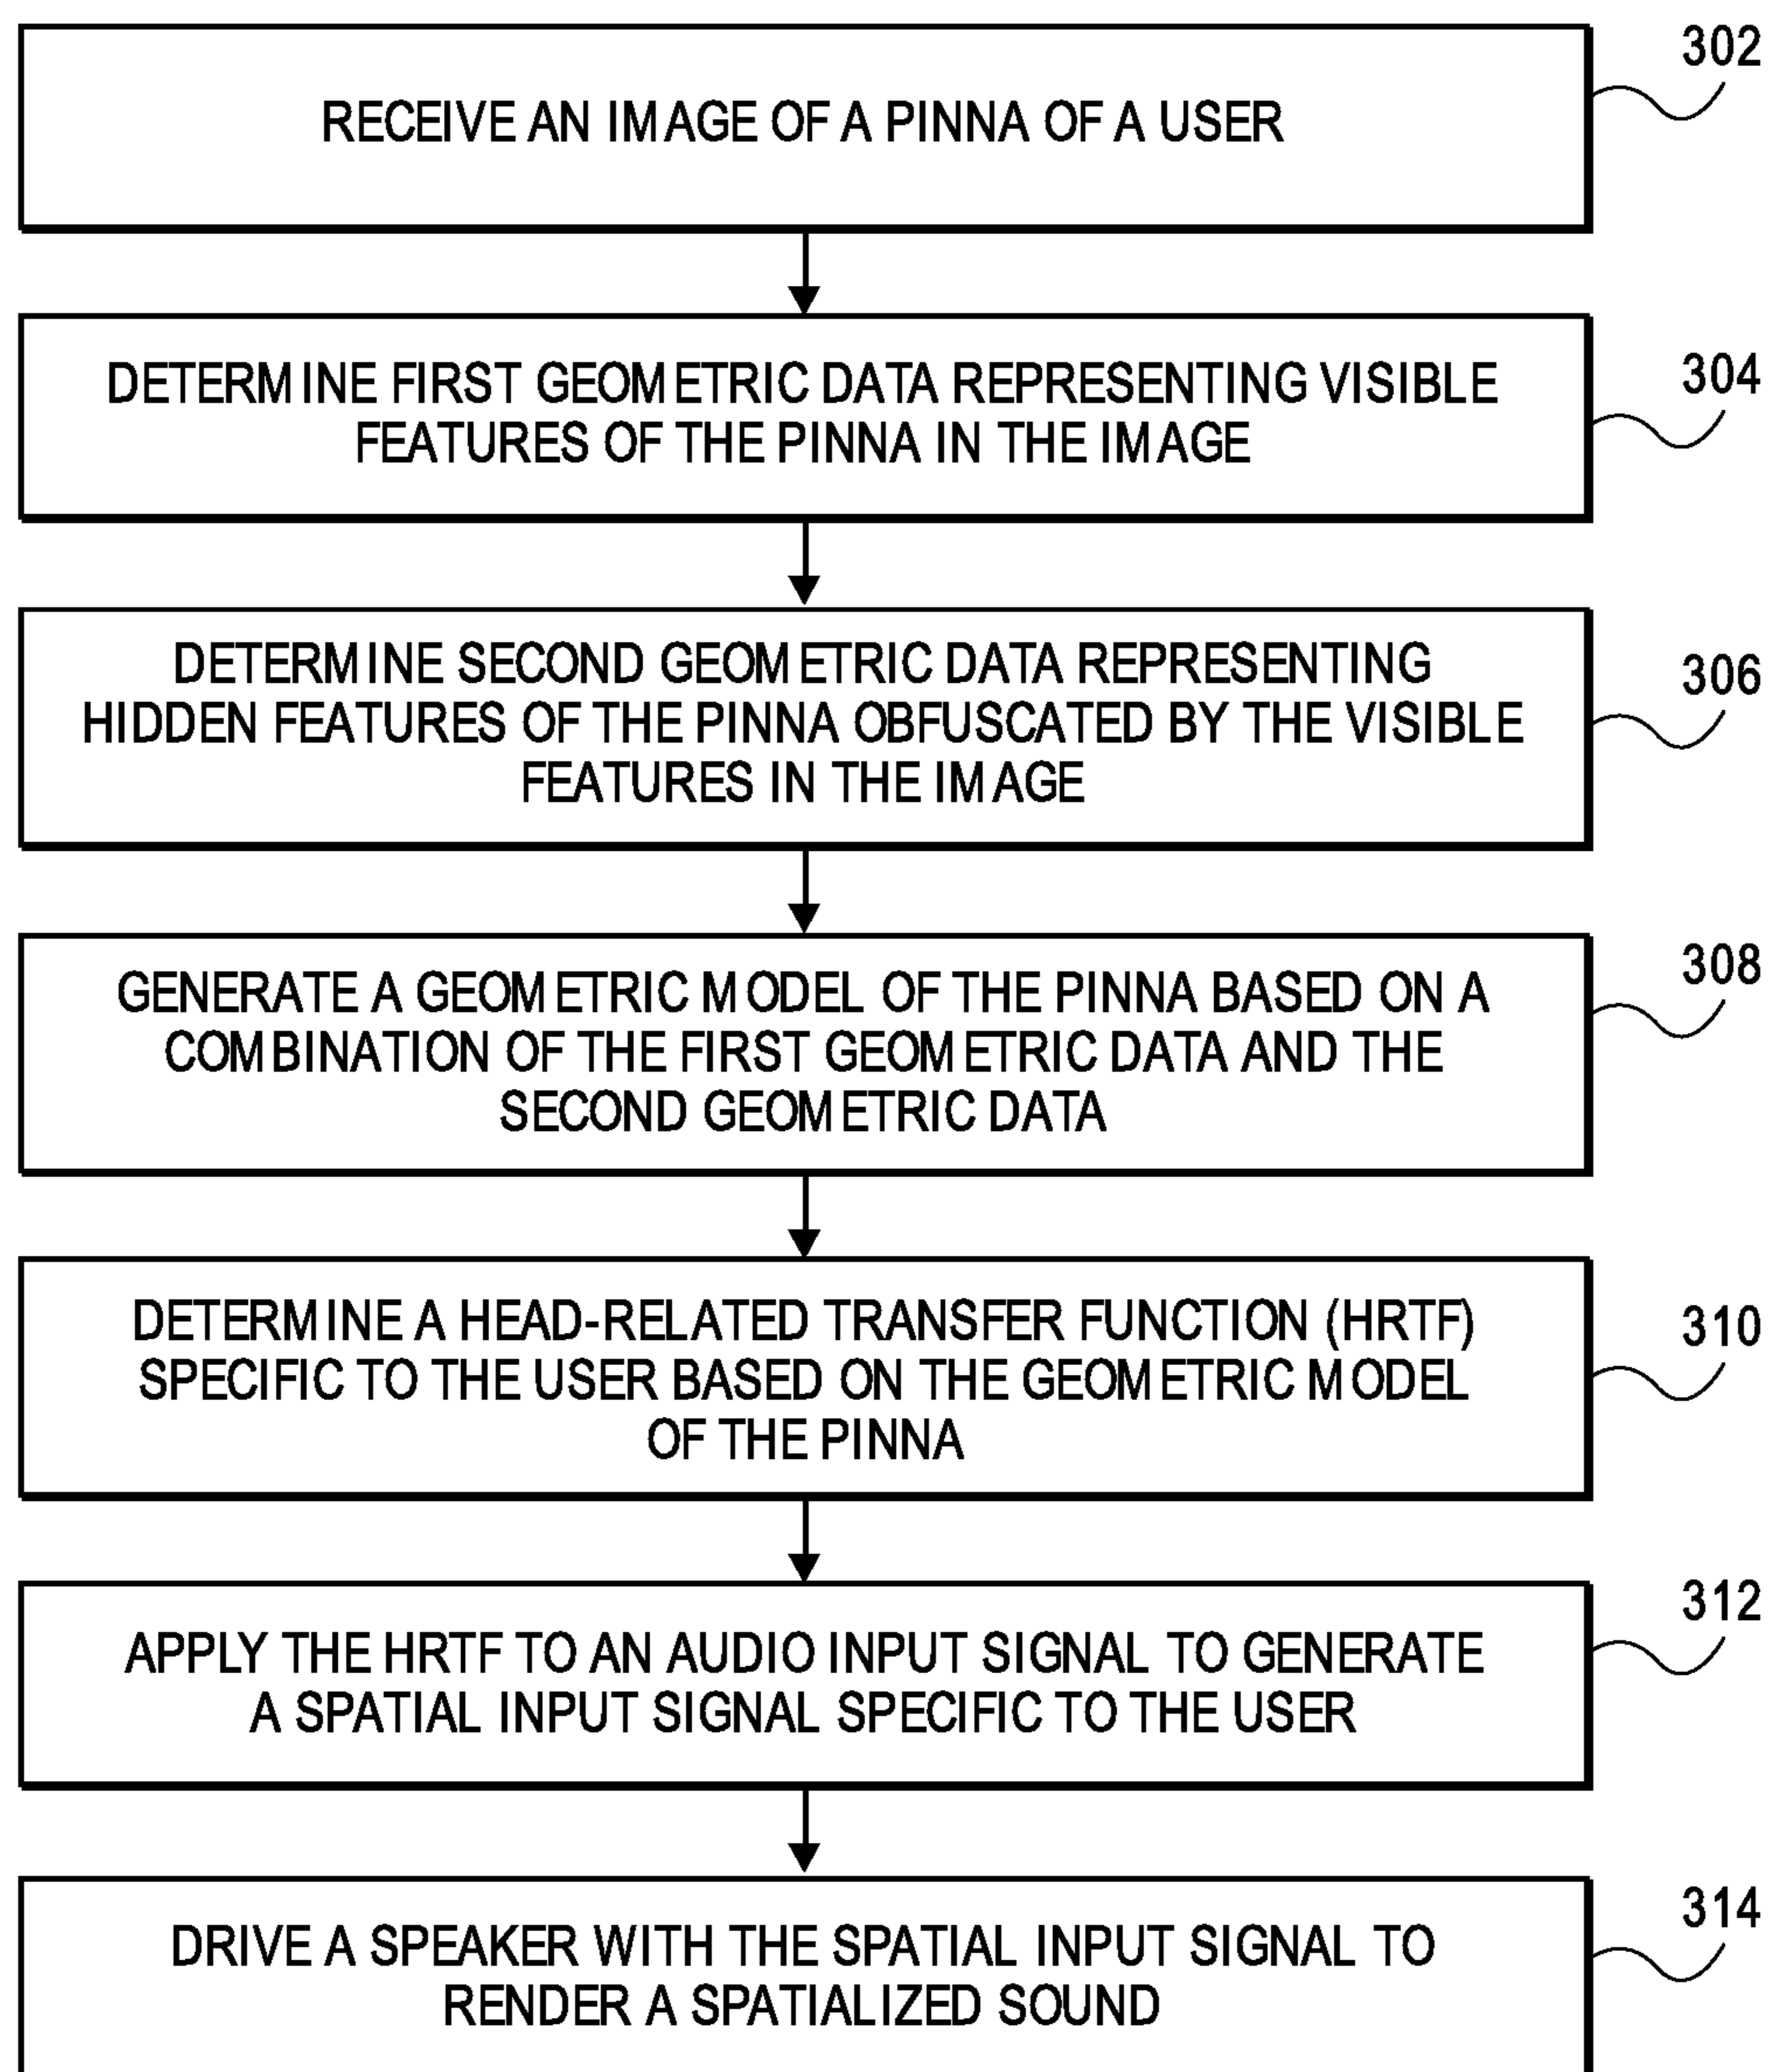 302
RECEIVE AN IMAGE OF A PINNA OF A USER
304
DETERMINE FIRST GEOMETRIC DATA REPRESENTING VISIBLE
FEATURES OF THE PINNA IN THE IMAGE
306
DETERMINE SECOND GEOMETRIC DATA REPRESENTING
HIDDEN FEATURES OF THE PINNA OBFUSCATED BY THE VISIBLE
FEATURES IN THE IMAGE
308
GENERATE A GEOMETRIC MODEL OF THE PINNA BASED ON A
COMBINATION OF THE FIRST GEOMETRIC DATA AND THE
SECOND GEOMETRIC DATA
310
DETERMINE A HEAD-RELATED TRANSFER FUNCTION (HRTF)
SPECIFIC TO THE USER BASED ON THE GEOMETRIC MODEL
OF THE PINNA
312
APPLY THE HRTF TO AN AUDIO INPUT SIGNAL TO GENERATE
A SPATIAL INPUT SIGNAL SPECIFIC TO THE USER
314
DRIVE A SPEAKER WITH THE SPATIAL INPUT SIGNAL TO
RENDER A SPATIALIZED SOUND